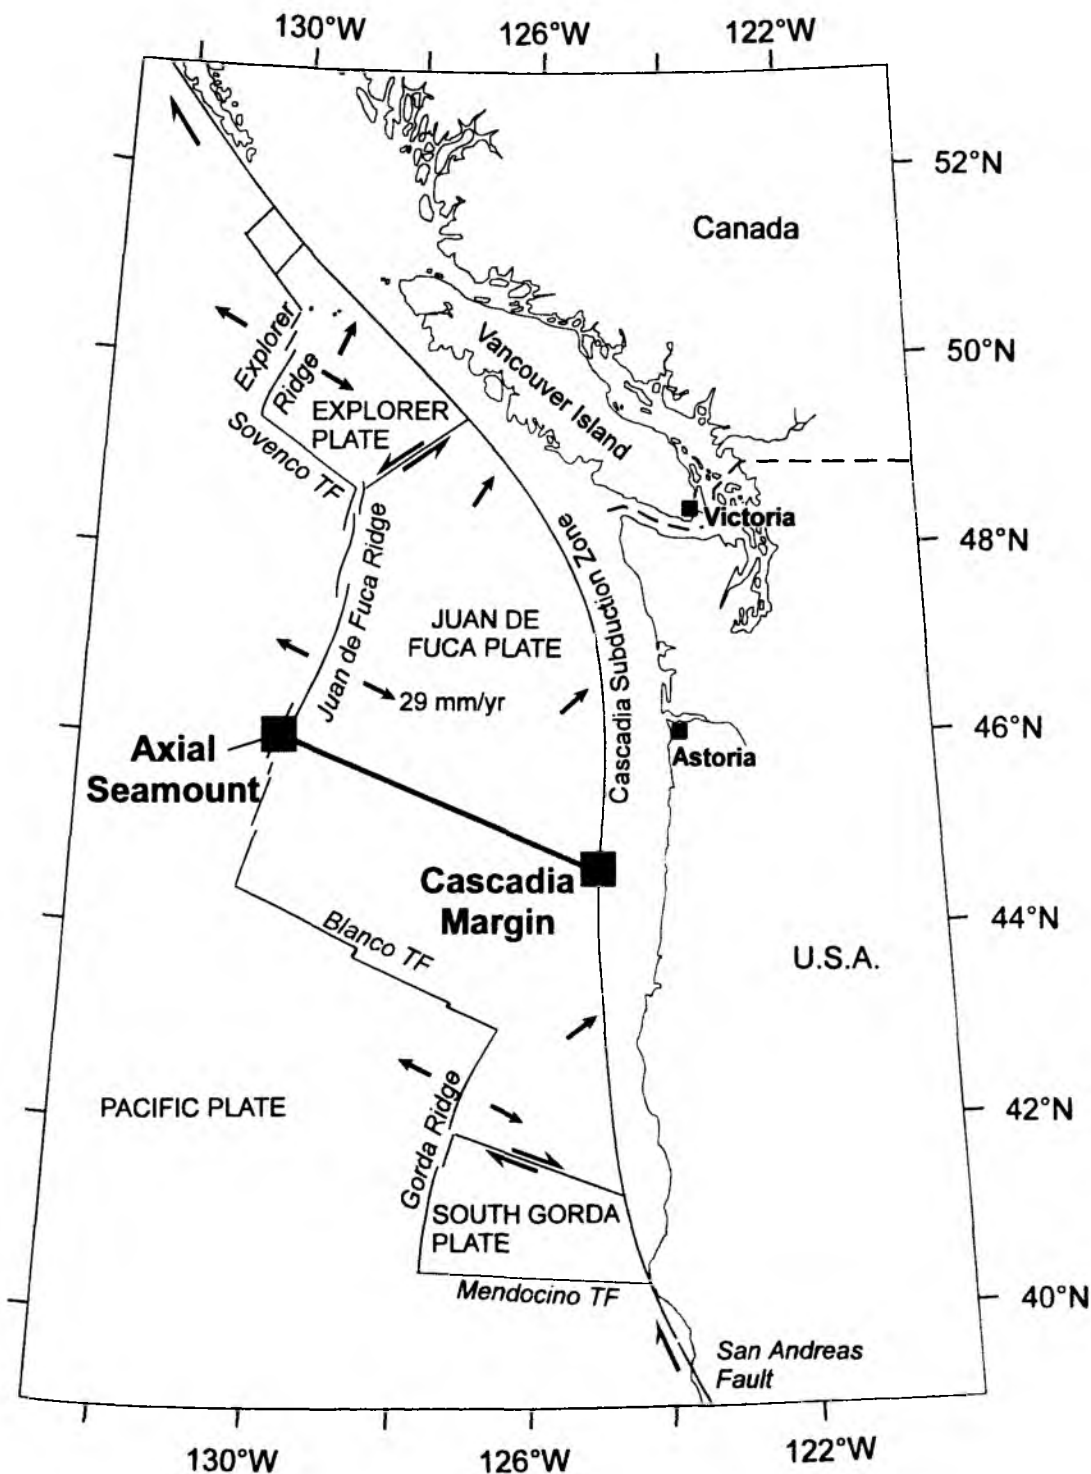 130°W
126°W
122°W
52°N
Canada
50°N
Explorer
Ridge
Vancouver Island
EXPLORER
PLATE
Sovenco TF
Victoria
48°N
Juan de Fuca Ridge
Cascadia Subduction Zone
JUAN DE
FUCA PLATE
29 mm/yr
46°N
Axial
Seamount
Astoria
Cascadia
Margin
44°N
Blanco TF
U.S.A.
PACIFIC PLATE
42°N
Gorda Ridge
SOUTH GORDA
PLATE
Mendocino TF
40°N
San Andreas
Fault
130°W
126°W
122°W